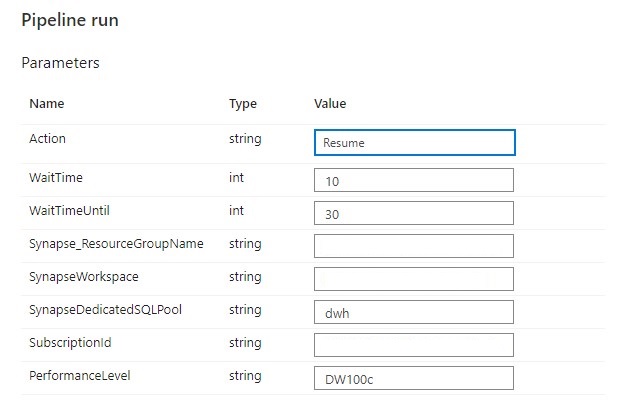 Pipeline run
Parameters
Name Type Value
Action string Resume
WaitTime int 10
WaitTimeUntil int 30
Synapse_ResourceGroupName string
SynapseWorkspace string
SynapseDedicatedSQLPool string dwh
SubscriptionId string
PerformanceLevel string DW100c